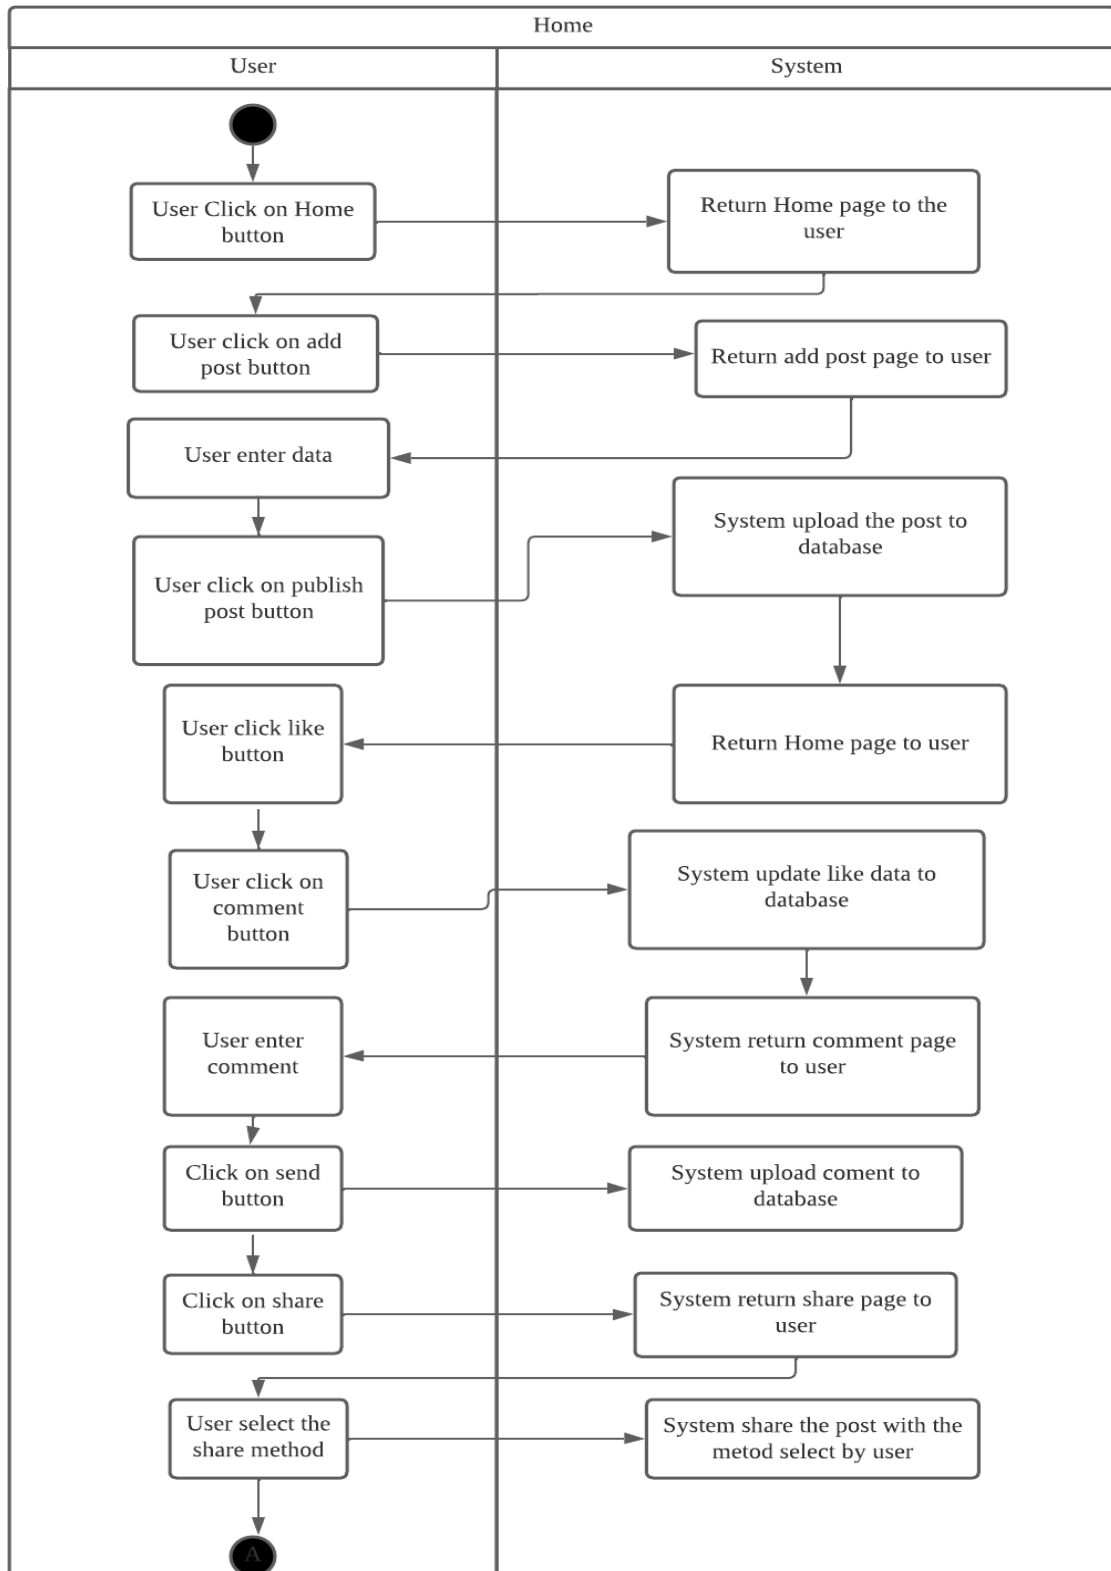 Home
User
System
User Click on Home
button
Return Home page to the
user
User click on add
post button
Return add post page to user
User enter data
System upload the post to
database
User click on publish
post button
User click like
button
Return Home page to user
User click on
comment
button
System update like data to
database
User enter
comment
System return comment page
to user
Click on send
button
System upload coment to
database
Click on share
button
System return share page to
user
User select the
share method
System share the post with the
metod select by user
A